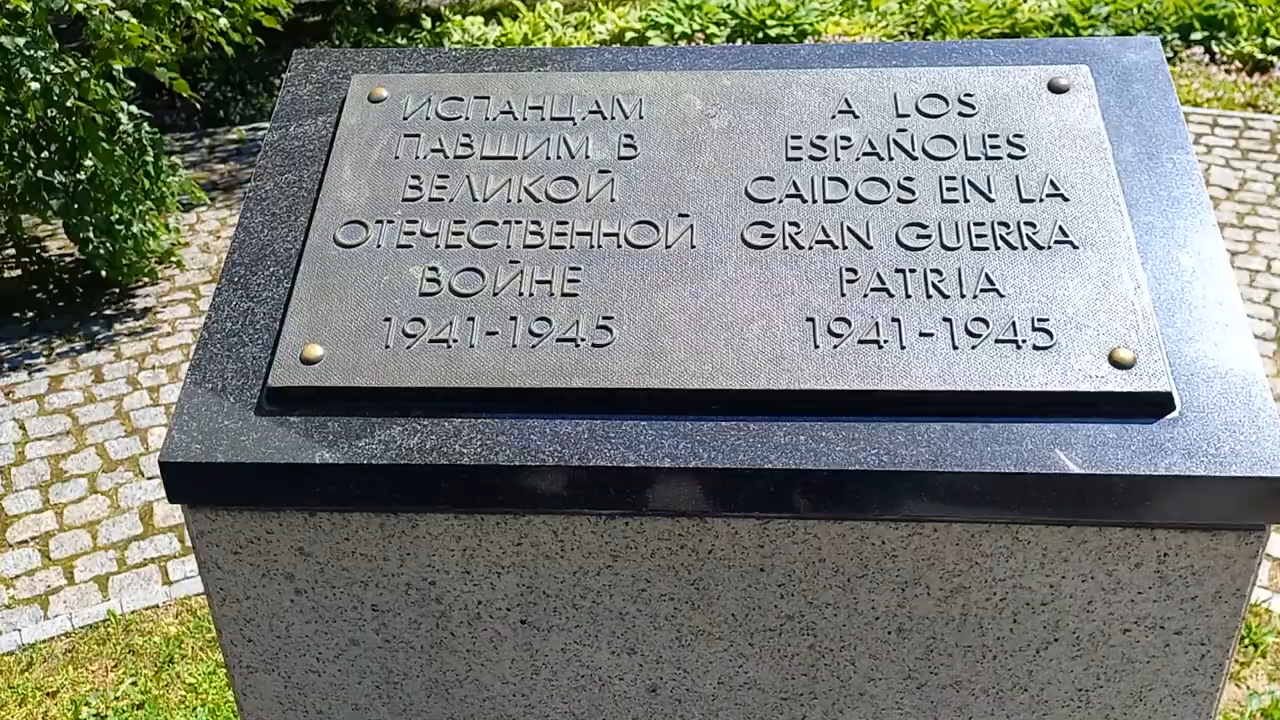 ИСПАНЦАМ
ПАВШИМ В
ВЕЛИКОЙ
ОТЕЧЕСТВЕННОЙ
ВОЙНЕ
1941-1945
A LOS
ESPAÑOLES
CAIDOS EN LA
GRAN GUERRA
PATRIA
1941-1945